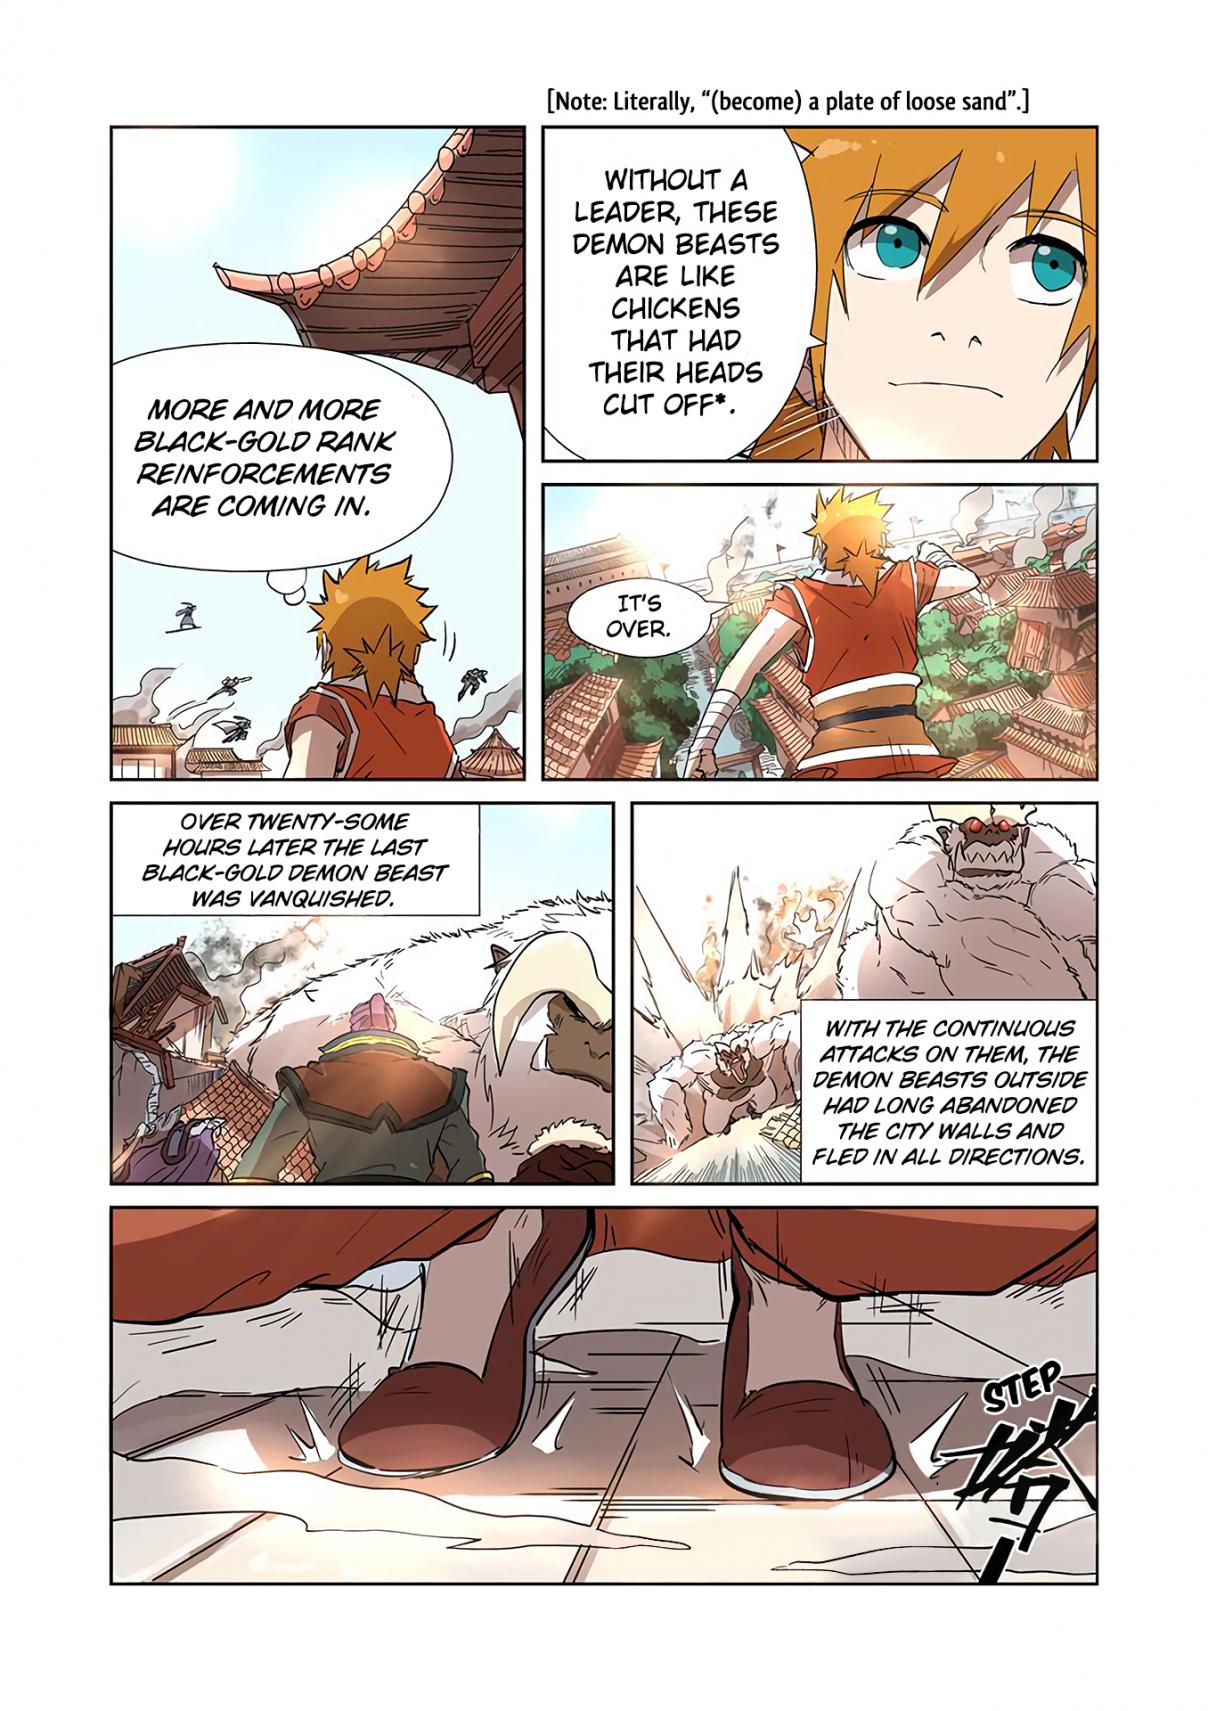 [Note: Literally, “(become) a plate of loose sand”.]
MORE AND MORE
BLACK-GOLD RANK
REINFORCEMENTS
ARE COMING IN.
WITHOUT A
LEADER, THESE
DEMON BEASTS
ARE LIKE
CHICKENS
THAT HAD
THEIR HEADS
CUT OFF*.
IT'S
OVER.
OVER TWENTY-SOME
HOURS LATER THE LAST
BLACK-GOLD DEMON BEAST
WAS VANQUISHED.
WITH THE CONTINUOUS
ATTACKS ON THEM, THE
DEMON BEASTS OUTSIDE
HAD LONG ABANDONED
THE CITY WALLS AND
FLED IN ALL DIRECTIONS.
STEP